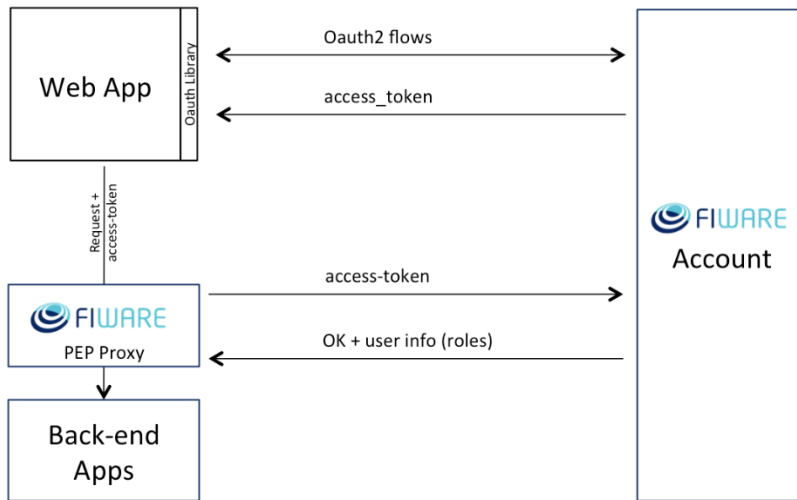 Oauth2 flows
Web App
Oauth Library
access_token
Request +
access-token
FIWARE
Account
access-token
FIWARE
PEP Proxy
OK + user info (roles)
Back-end
Apps